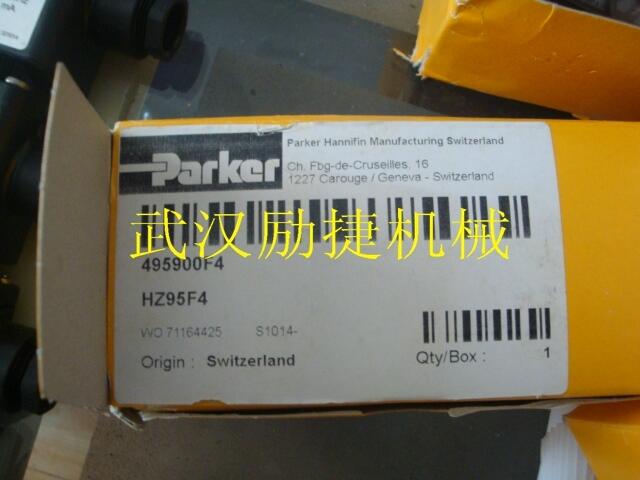 mA
Parker
Parker Hannifin Manufacturing Switzerland
Ch. Fbg-de-Cruseilles, 16
1227 Carouge / Geneva - Switzerland
武汉励捷机械
495900F4
HZ95F4
WO 71164425 S1014-
Origin : Switzerland
Qty/Box : 1